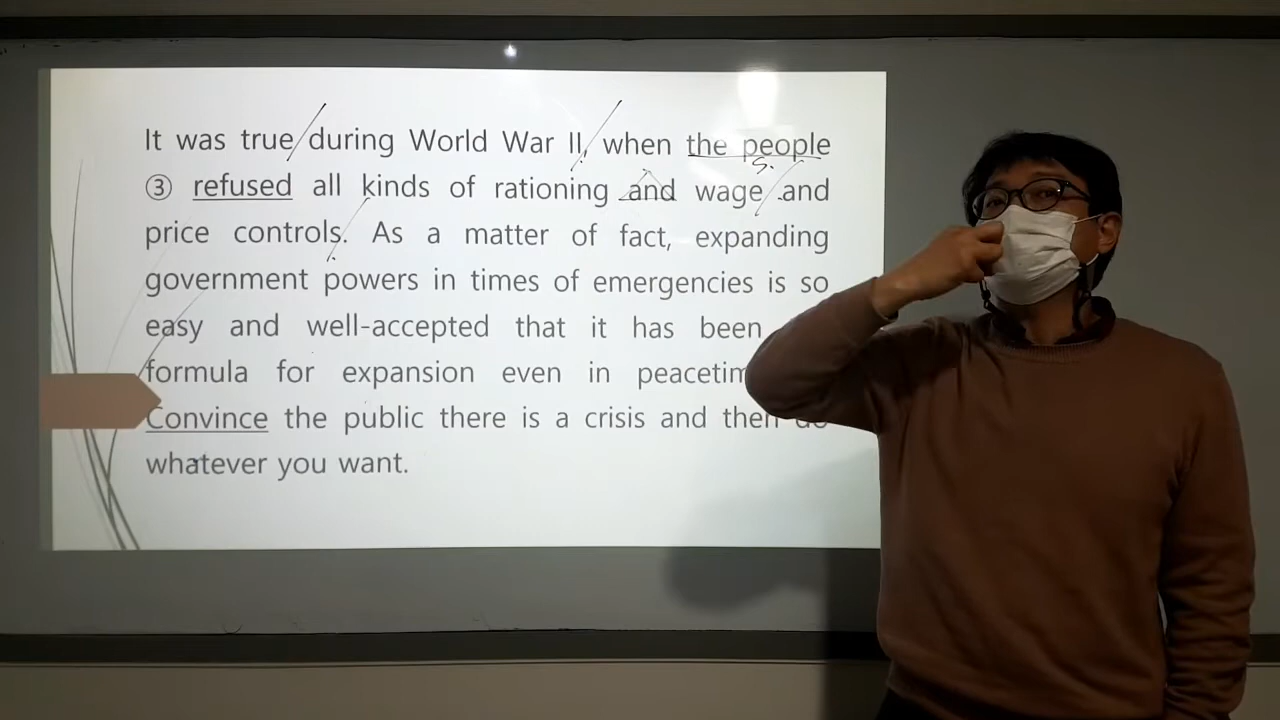 It was true during World War II, when the people
s.
③ refused all kinds of rationing and wage and
price controls. As a matter of fact, expanding
government powers in times of emergencies is so
easy and well-accepted that it has been
formula for expansion even in
Convince the public there is a crisis and then
whatever you want.